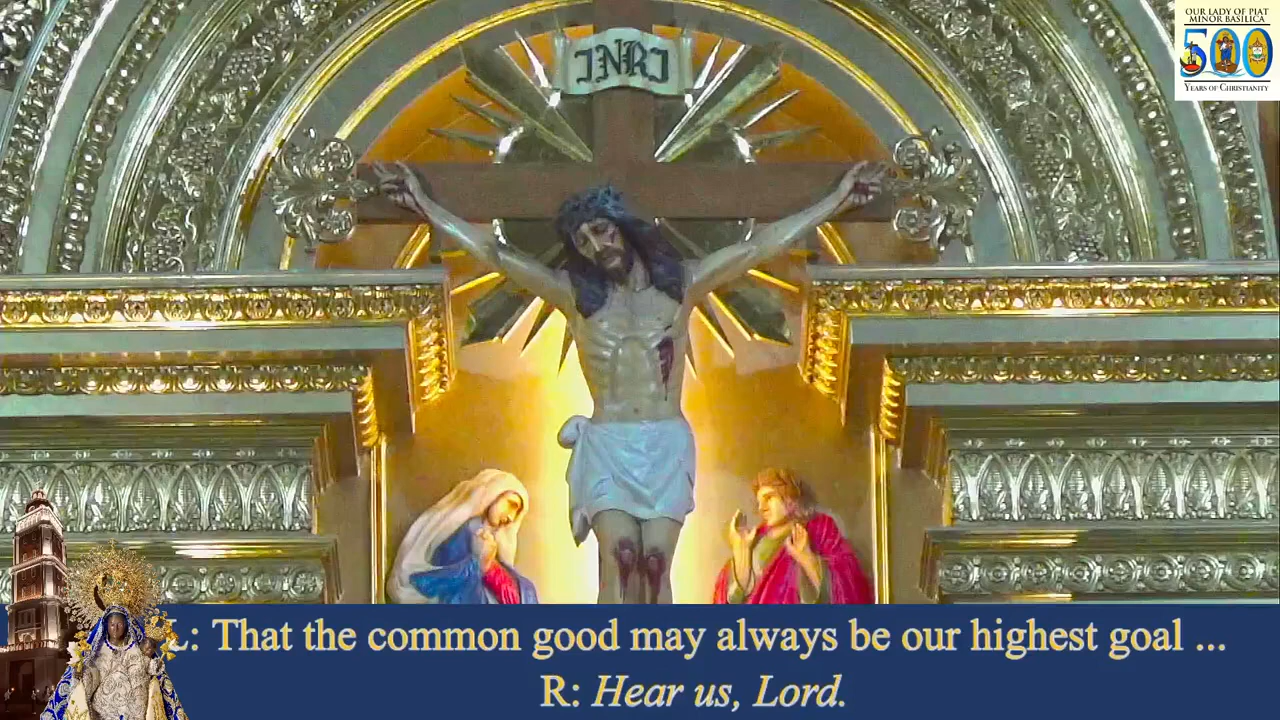 INRI
OUR LADY OF PIAT
MINOR BASILICA
500
YEARS OF CHRISTIANITY
L: That the common good may always be our highest goal ...
R: Hear us, Lord.